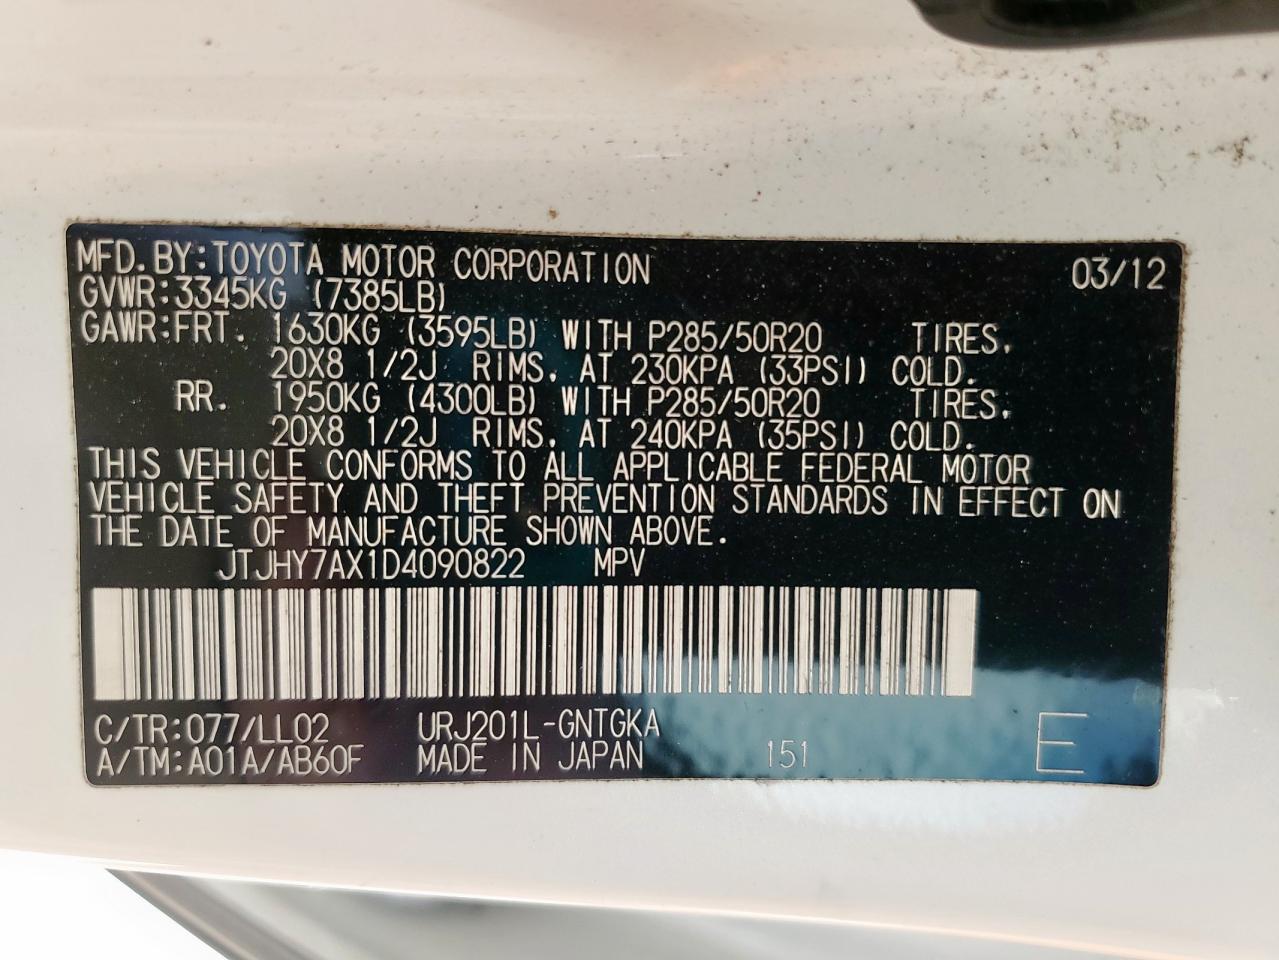 MFD. BY: TOYOTA MOTOR CORPORATION 03/12
GVWR: 3345KG (7385LB)
GAWR: FRT. 1630KG (3595LB) WITH P285/50R20 TIRES,
20X8 1/2J RIMS, AT 230KPA (33PSI) COLD.
RR. 1950KG (4300LB) WITH P285/50R20 TIRES,
20X8 1/2J RIMS, AT 240KPA (35PSI) COLD.
THIS VEHICLE CONFORMS TO ALL APPLICABLE FEDERAL MOTOR
VEHICLE SAFETY AND THEFT PREVENTION STANDARDS IN EFFECT ON
THE DATE OF MANUFACTURE SHOWN ABOVE.
JTJHY7AX1D4090822 MPV
C/TR: 077/LL02 URJ201L-GNTGKA
A/TM: A01A/AB60F MADE IN JAPAN 151 E